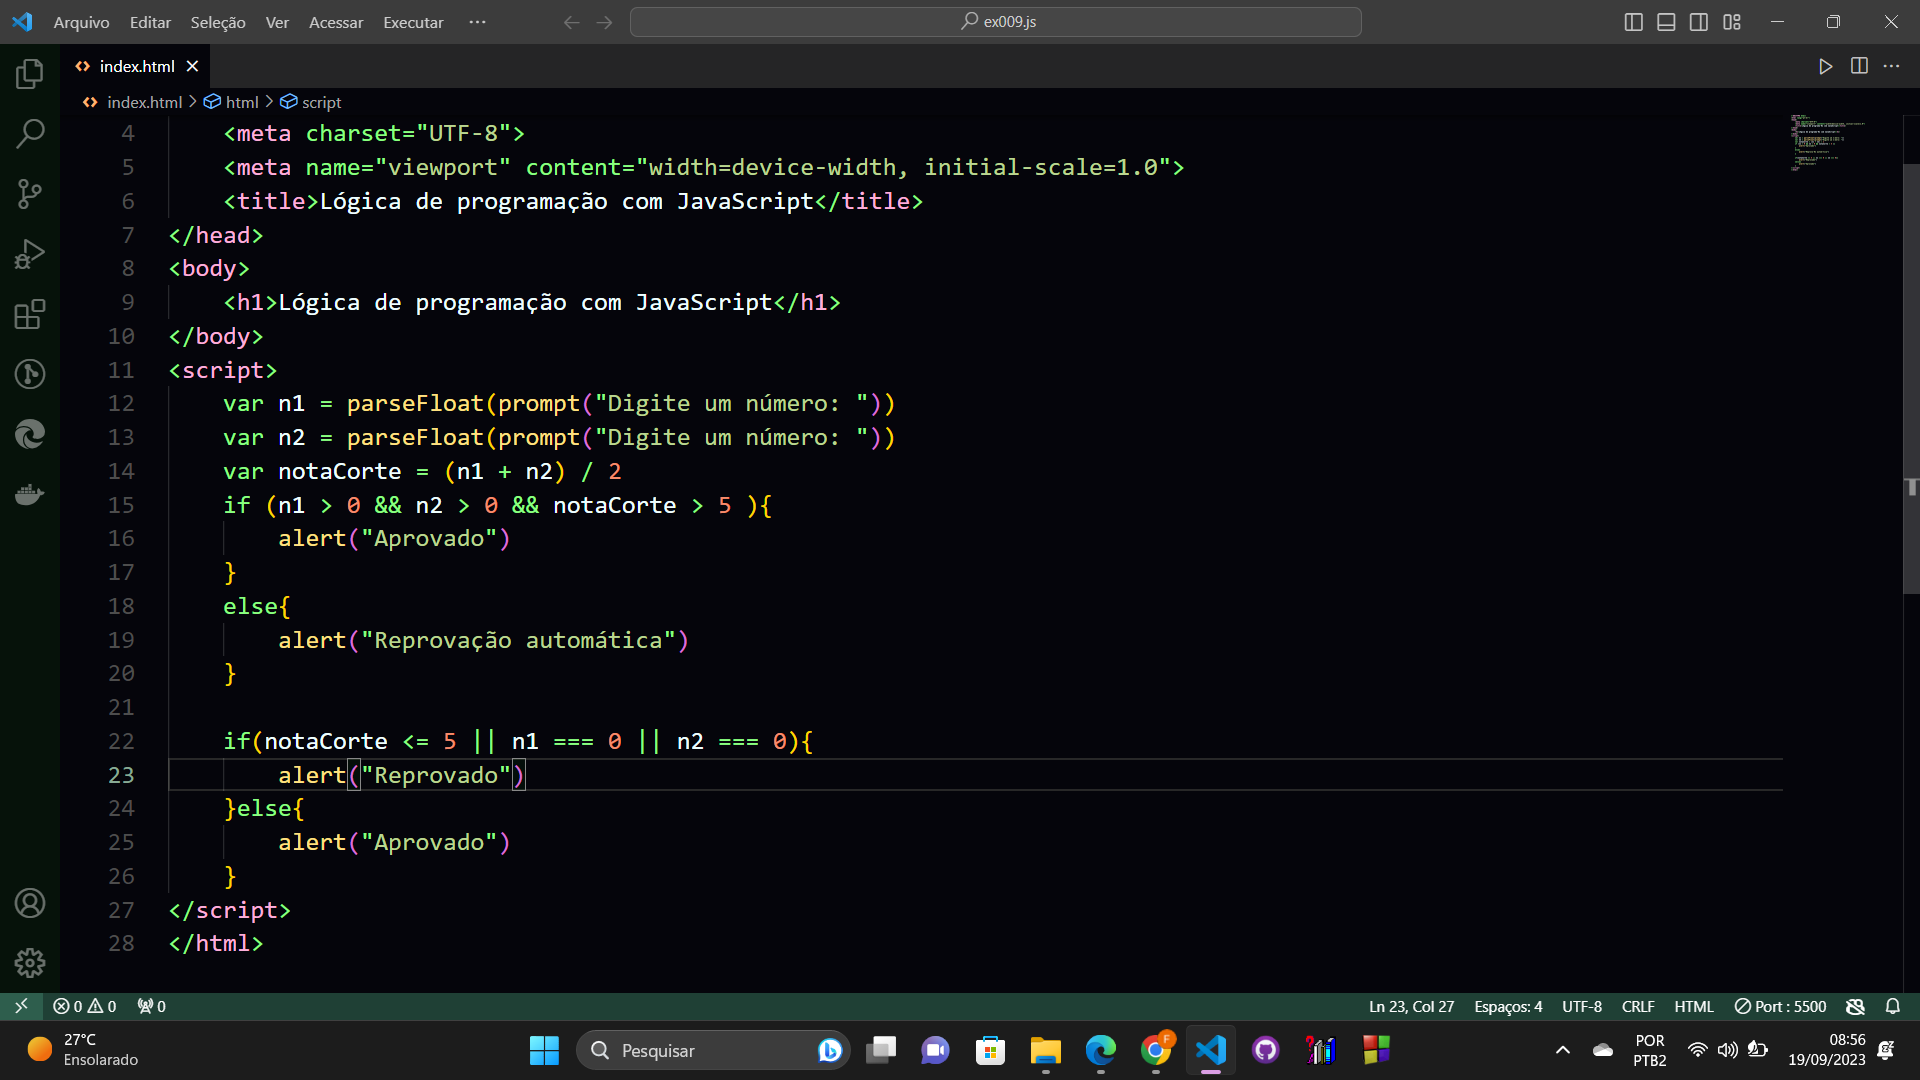 Arquivo Editar Seleção Ver Acessar Executar ··· ex009.js
index.html
index.html > html > script
4 <meta charset="UTF-8">
5 <meta name="viewport" content="width=device-width, initial-scale=1.0">
6 <title>Lógica de programação com JavaScript</title>
7 </head>
8 <body>
9 <h1>Lógica de programação com JavaScript</h1>
10 </body>
11 <script>
12 var n1 = parseFloat(prompt("Digite um número: "))
13 var n2 = parseFloat(prompt("Digite um número: "))
14 var notaCorte = (n1 + n2) / 2
15 if (n1 > 0 && n2 > 0 && notaCorte > 5 ){
16 alert("Aprovado")
17 }
18 else{
19 alert("Reprovação automática")
20 }
21
22 if(notaCorte <= 5 || n1 === 0 || n2 === 0){
23 alert("Reprovado")
24 }else{
25 alert("Aprovado")
26 }
27 </script>
28 </html>
0 0 0 Ln 23, Col 27 Espaços: 4 UTF-8 CRLF HTML Port : 5500
27°C
Ensolarado
Pesquisar
F
POR
PTB2
08:56
19/09/2023